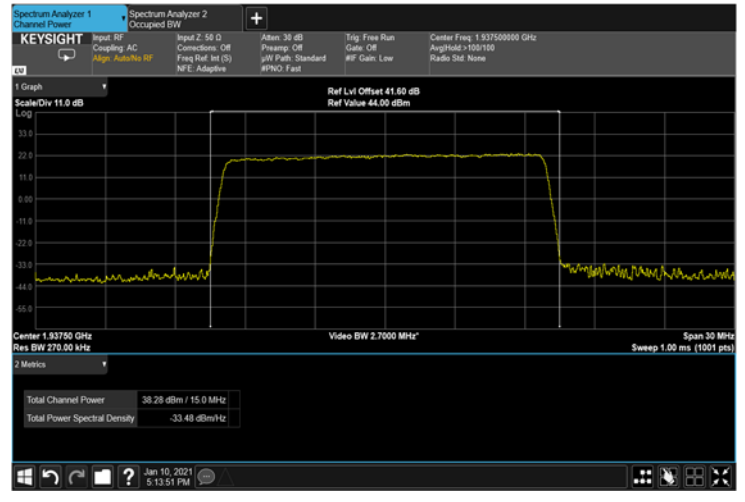 Spectrum Analyzer 1
Channel Power
Spectrum Analyzer 2
Occupied BW
+
KEYSIGHT
Input: RF
Coupling: AC
Align: Auto/No RF
Input Z: 50 Ω
Corrections: Off
Freq Ref: Int (S)
NFE: Adaptive
Atten: 30 dB
Preamp: Off
µW Path: Standard
#PNO: Fast
Trig: Free Run
Gate: Off
#IF Gain: Low
Center Freq: 1.937500000 GHz
Avg|Hold:>100/100
Radio Std: None
LXI
1 Graph
Scale/Div 11.0 dB
Ref Lvl Offset 41.60 dB
Ref Value 44.00 dBm
Log
33.0
22.0
11.0
0.00
-11.0
-22.0
-33.0
-44.0
-55.0
Center 1.93750 GHz
Res BW 270.00 kHz
Video BW 2.7000 MHz*
Span 30 MHz
Sweep 1.00 ms (1001 pts)
2 Metrics
Total Channel Power 38.28 dBm / 15.0 MHz
Total Power Spectral Density -33.48 dBm/Hz
?
Jan 10, 2021
5:13:51 PM